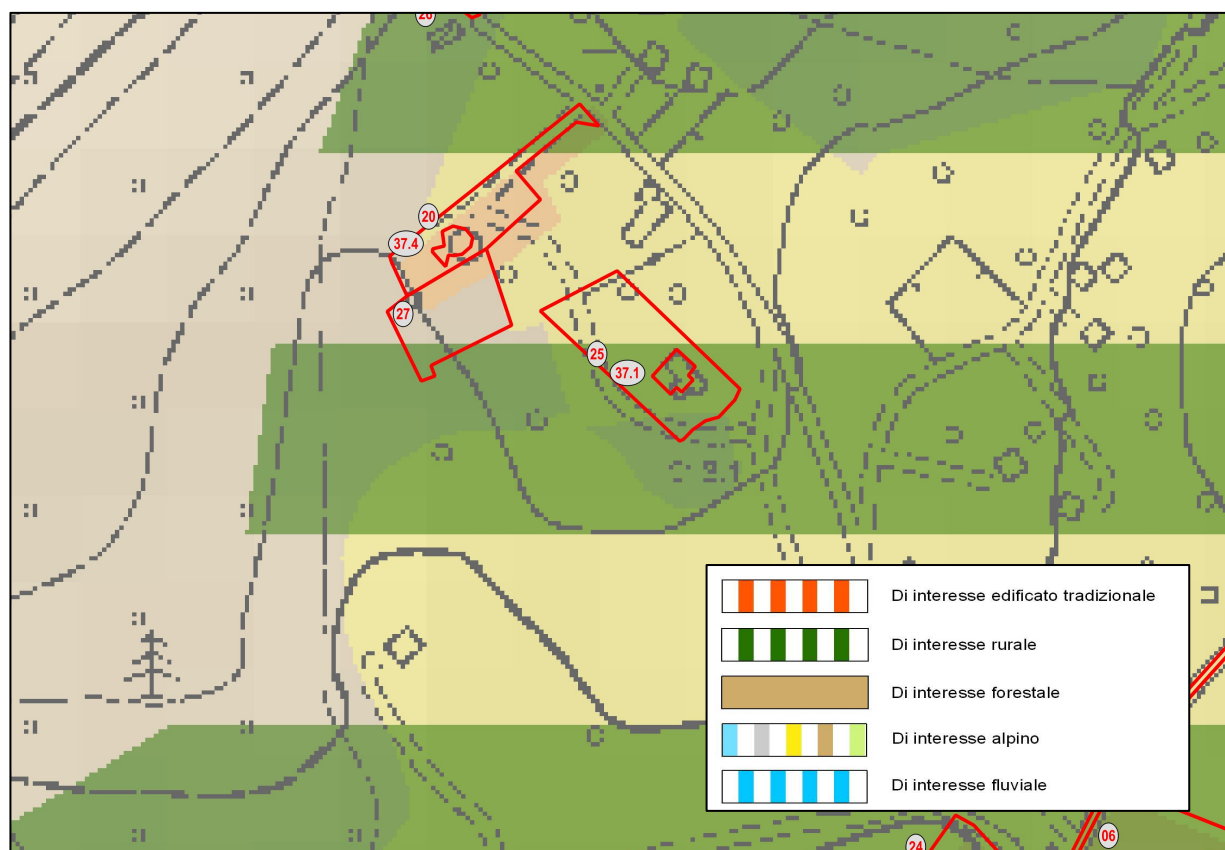 20
37.4
27
25
37.1
Di interesse edificato tradizionale
Di interesse rurale
Di interesse forestale
Di interesse alpino
Di interesse fluviale
24
06